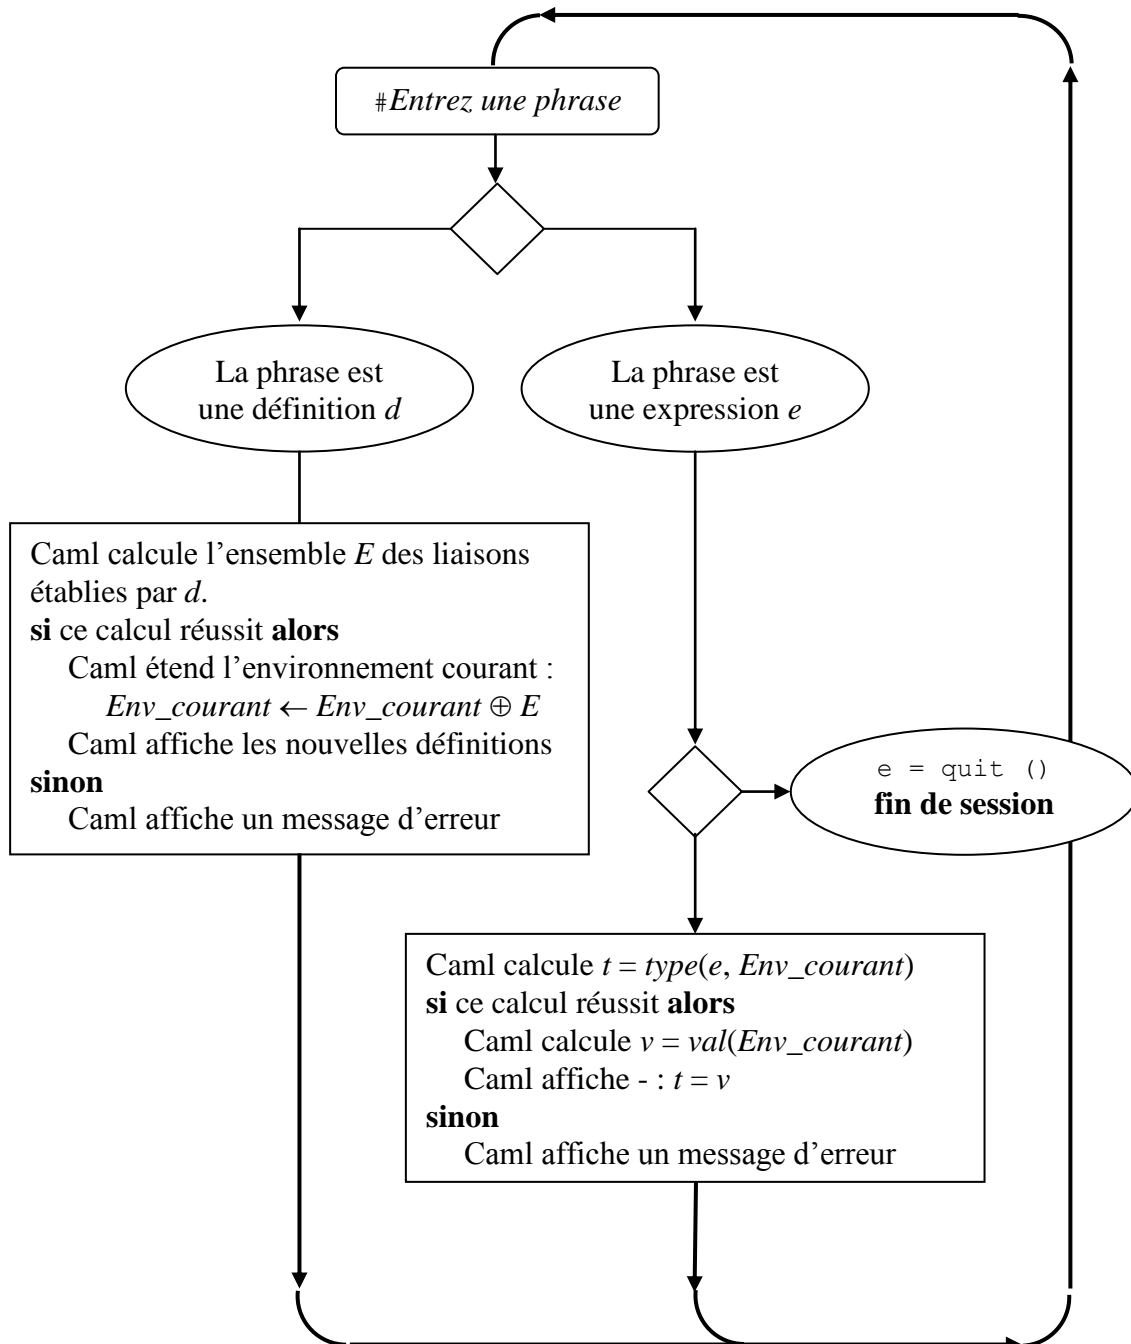 #Entrez une phrase
La phrase est
une définition d
La phrase est
une expression e
Caml calcule l’ensemble E des liaisons
établies par d.
si ce calcul réussit alors
Caml étend l’environnement courant :
Env_courant ← Env_courant ⊕ E
Caml affiche les nouvelles définitions
sinon
Caml affiche un message d’erreur
e = quit ()
fin de session
Caml calcule t = type(e, Env_courant)
si ce calcul réussit alors
Caml calcule v = val(Env_courant)
Caml affiche - : t = v
sinon
Caml affiche un message d’erreur